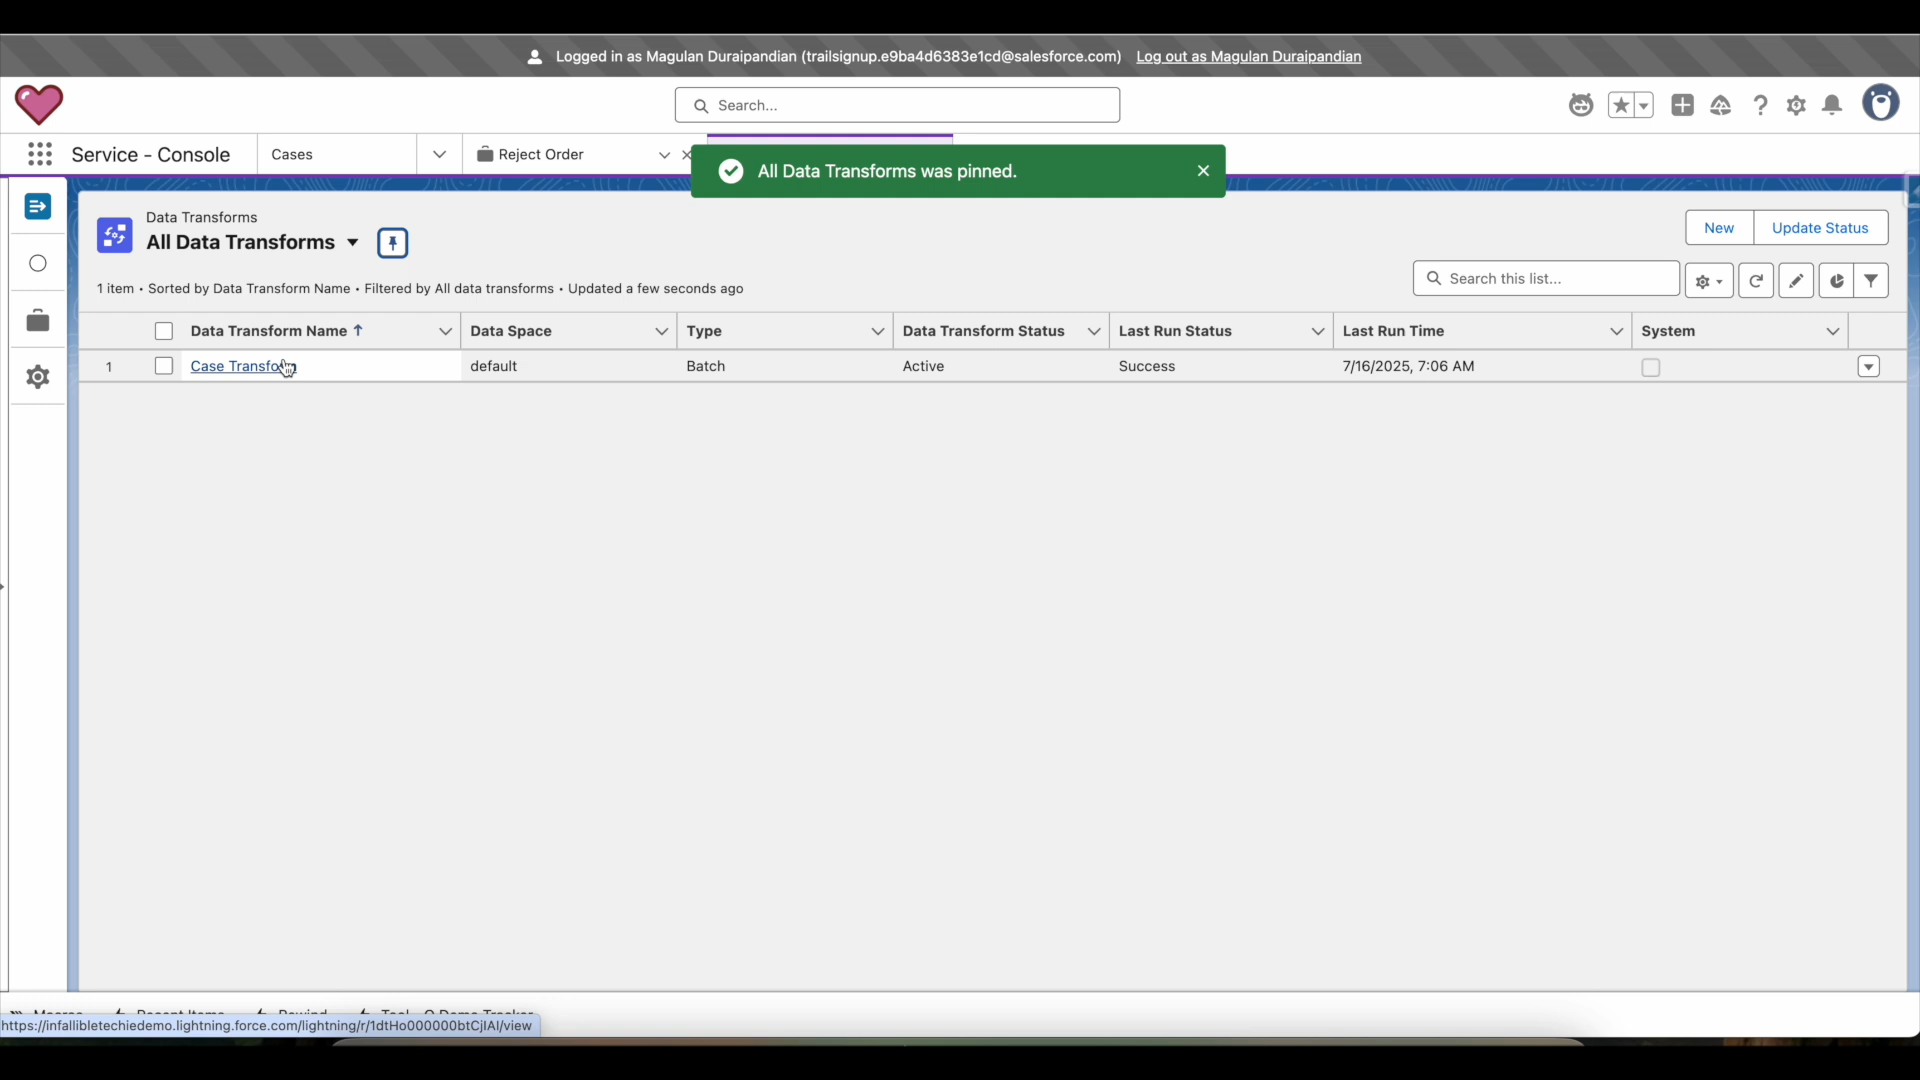 Logged in as Magulan Duraipandian (trailsignup.e9ba4d6383e1cd@salesforce.com) Log out as Magulan Duraipandian
Search...
Service - Console
Cases
Reject Order
All Data Transforms was pinned.
Data Transforms
All Data Transforms
New
Update Status
1 item • Sorted by Data Transform Name • Filtered by All data transforms • Updated a few seconds ago
Search this list...
Data Transform Name
Data Space
Type
Data Transform Status
Last Run Status
Last Run Time
System
1
Case Transform
default
Batch
Active
Success
7/16/2025, 7:06 AM
Macros
Recent Items
Rewind
https://infallibletechiedemo.lightning.force.com/lightning/r/1dtHo000000btCjIAI/view